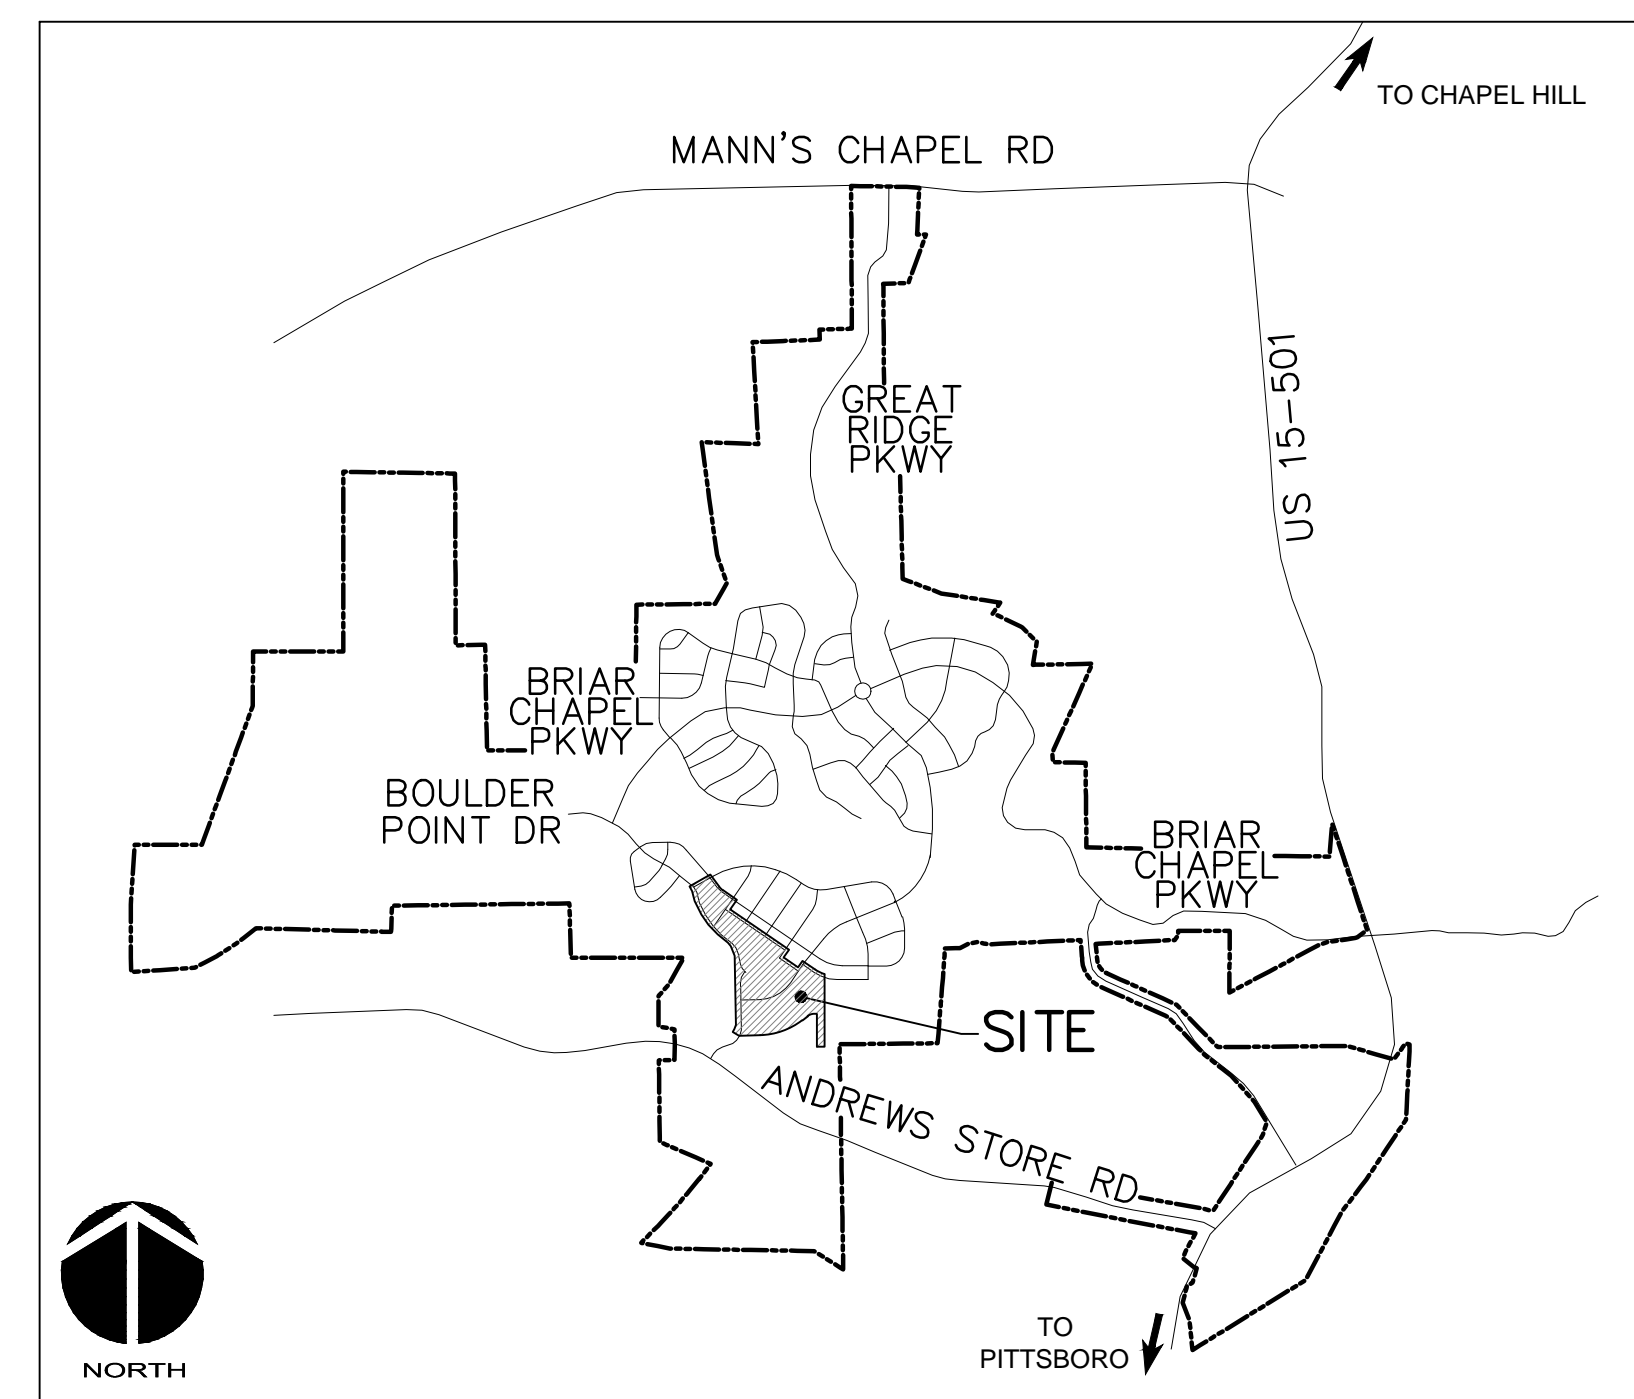 TO CHAPEL HILL
MANN'S CHAPEL RD
GREAT
RIDGE
PKWY
US 15-501
BRIAR
CHAPEL
PKWY
BOULDER
POINT DR
BRIAR
CHAPEL
PKWY
SITE
ANDREWS STORE RD
TO
PITTSBORO
NORTH